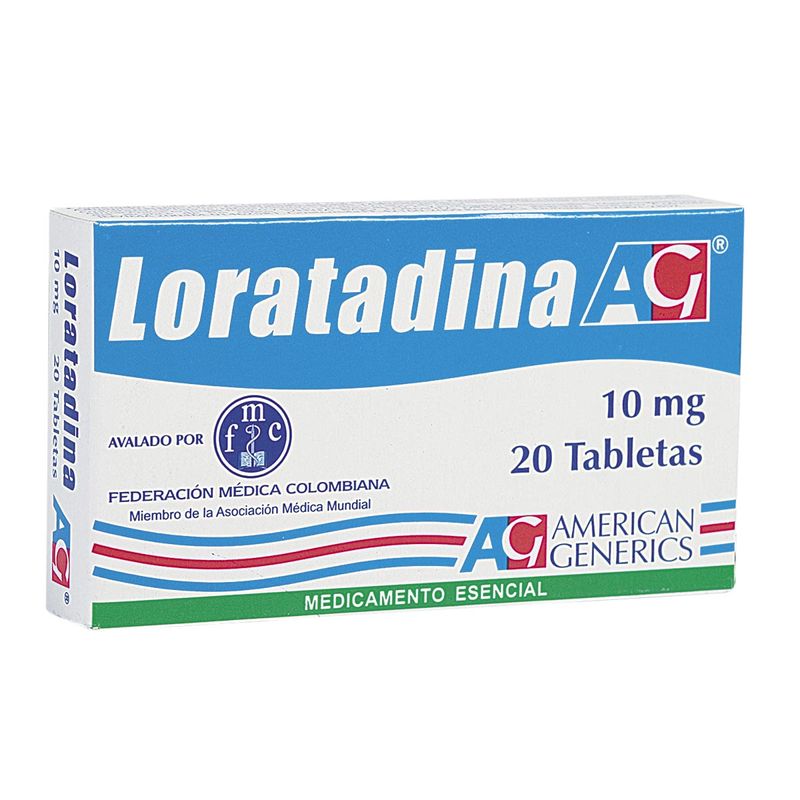 Loratadina AG®
10 mg
20 Tabletas
AVALADO POR
fmc
FEDERACIÓN MÉDICA COLOMBIANA
Miembro de la Asociación Médica Mundial
AG AMERICAN
GENERICS
MEDICAMENTO ESENCIAL
Loratadina AG®
10 mg 20 Tabletas